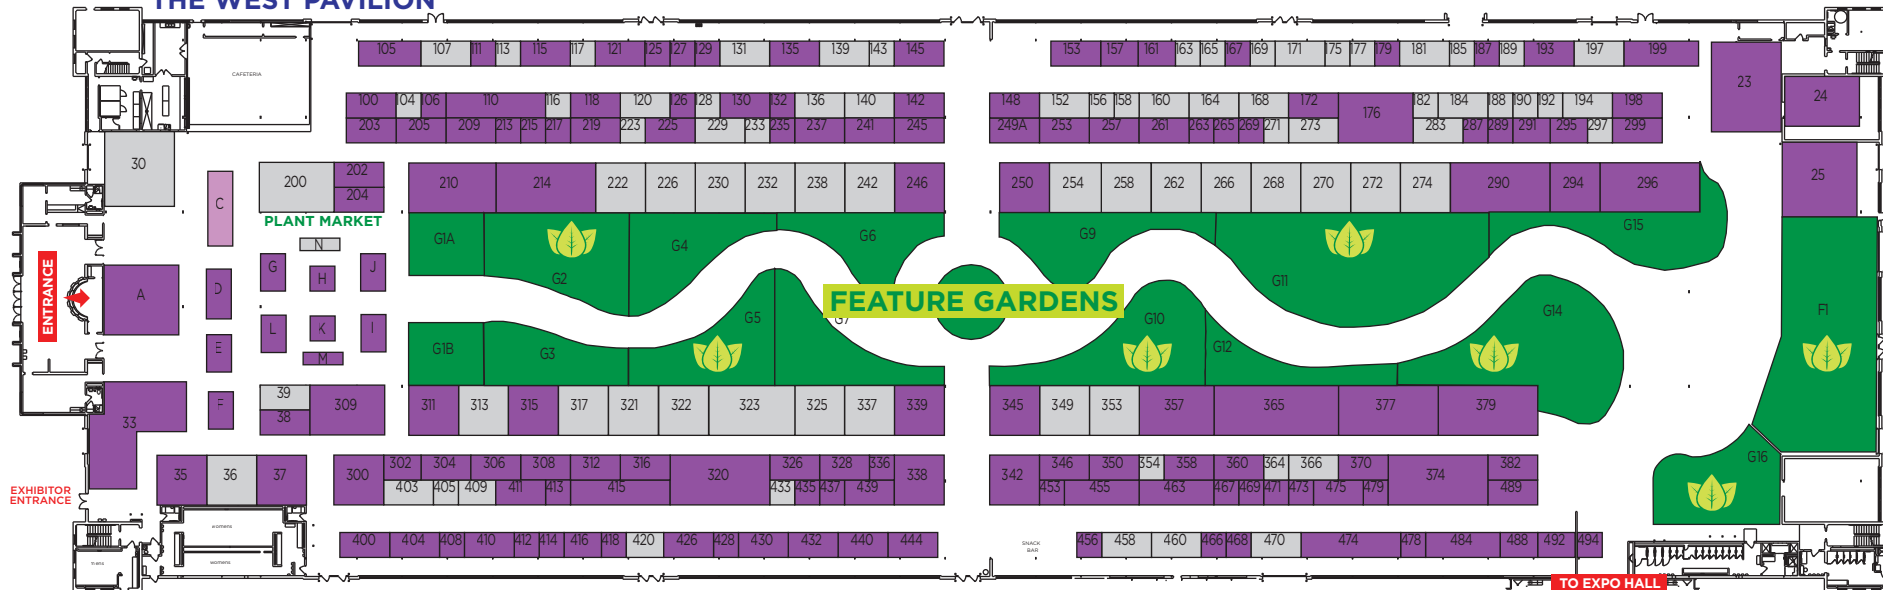 THE WEST PAVILION
105 107 111 113 115 117 121 125 127 129 131 135 139 143 145
153 157 161 163 165 167 169 171 175 177 179 181 185 187 189 193 197 199
CAFETERIA
23
24
100 104 106 110 116 118 120 126 128 130 132 136 140 142
148 152 156 158 160 164 168 172 176 182 184 188 190 192 194 198
203 205 209 213 215 217 219 223 225 229 233 235 237 241 245
249A 253 257 261 263 265 269 271 273 283 287 289 291 295 297 299
30
200
202
204
C
210 214 222 226 230 232 238 242 246
250 254 258 262 266 268 270 272 274 290 294 296
25
PLANT MARKET
N
G1A
G2
G4
G6
G9
G11
G15
ENTRANCE
A
D
G
H
J
FEATURE GARDENS
E
L
K
I
M
G1B
G3
G5
G7
G10
G12
G14
F1
33
F
39
38
309
311 313 315 317 321 322 323 325 337 339
345 349 353 357 365 377 379
G16
35 36 37
300 302 304 306 308 312 316 320 326 328 336 338
342 346 350 354 358 360 364 366 370 374 382
403 405 409 411 413 415 433 435 437 439
453 455 463 467 469 471 473 475 479 489
EXHIBITOR
ENTRANCE
womens
womens
mens
400 404 408 410 412 414 416 418 420 426 428 430 432 440 444
SNACK
BAR
456 458 460 466 468 470 474 478 484 488 492 494
TO EXPO HALL